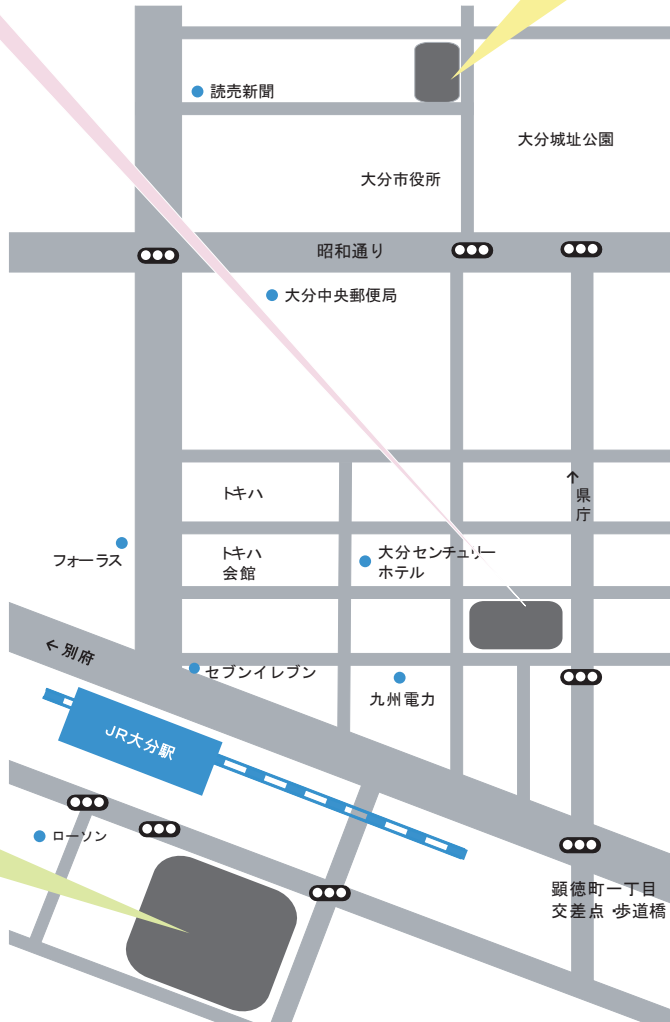 読売新聞
大分城址公園
大分市役所
昭和通り
大分中央郵便局
↑
県
庁
トキハ
フォーラス
トキハ
会館
大分センチュリー
ホテル
←別府
セブンイレブン
九州電力
JR大分駅
ローソン
顕徳町一丁目
交差点・歩道橋